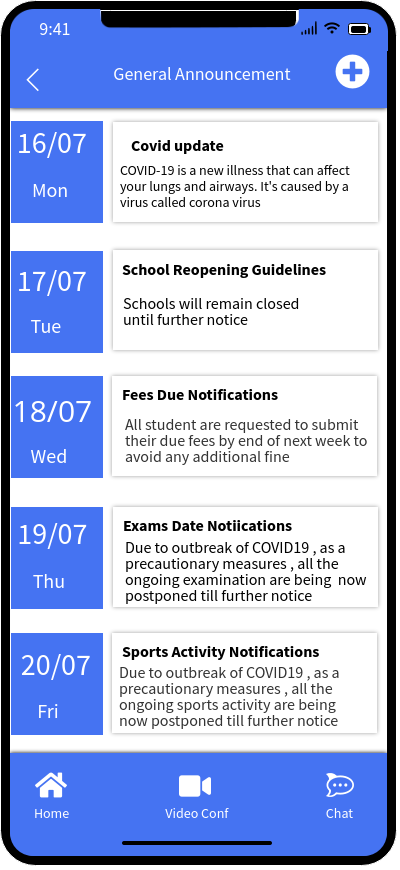 9:41
General Announcement
16/07
Mon
Covid update
COVID-19 is a new illness that can affect
your lungs and airways. It's caused by a
virus called corona virus
17/07
Tue
School Reopening Guidelines
Schools will remain closed
until further notice
18/07
Wed
Fees Due Notifications
All student are requested to submit
their due fees by end of next week to
avoid any additional fine
19/07
Thu
Exams Date Notiications
Due to outbreak of COVID19 , as a
precautionary measures , all the
ongoing examination are being  now
postponed till further notice
20/07
Fri
Sports Activity Notifications
Due to outbreak of COVID19 , as a
precautionary measures , all the
ongoing sports activity are being
now postponed till further notice
Home
Video Conf
Chat